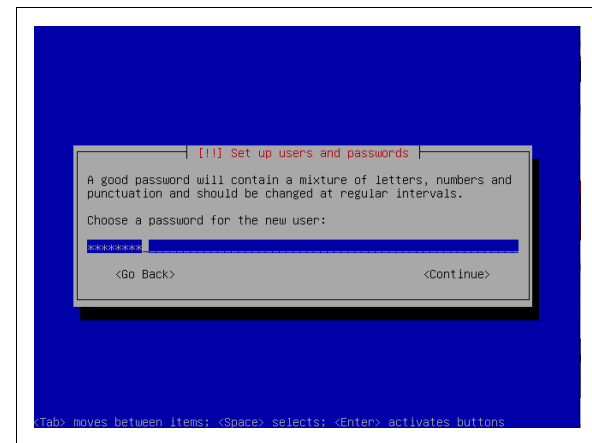 [!!] Set up users and passwords
A good password will contain a mixture of letters, numbers and
punctuation and should be changed at regular intervals.
Choose a password for the new user:
********
<Go Back> <Continue>
<Tab> moves between items; <Space> selects; <Enter> activates buttons